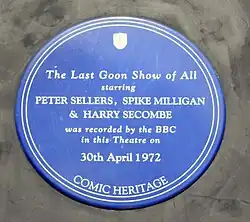 The Last Goon Show of All
starring
PETER SELLERS, SPIKE MILLIGAN
& HARRY SECOMBE
was recorded by the BBC
in this Theatre on
30th April 1972
COMIC HERITAGE